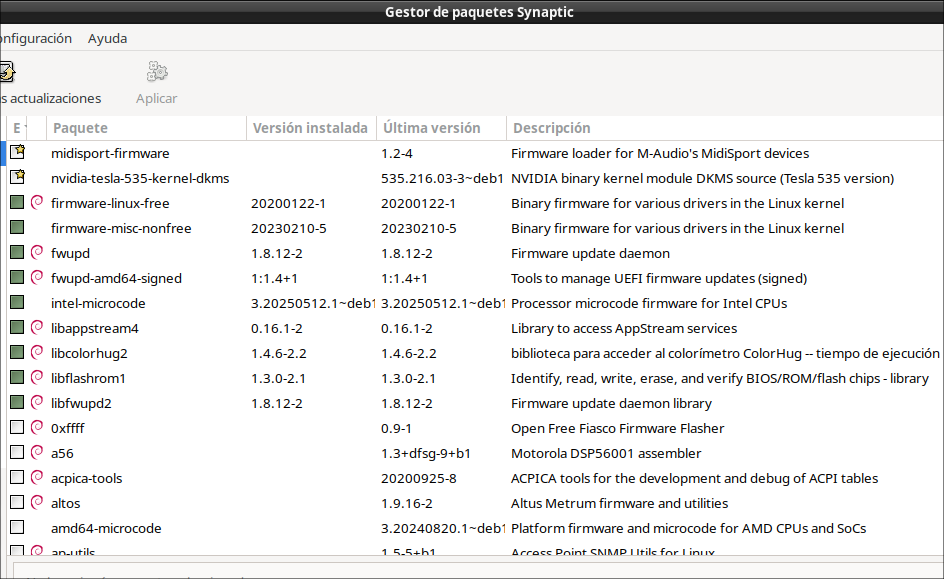 Gestor de paquetes Synaptic
onfiguración Ayuda
s actualizaciones Aplicar
E Paquete Versión instalada Última versión Descripción
midisport-firmware 1.2-4 Firmware loader for M-Audio's MidiSport devices
nvidia-tesla-535-kernel-dkms 535.216.03-3~deb1 NVIDIA binary kernel module DKMS source (Tesla 535 version)
firmware-linux-free 20200122-1 20200122-1 Binary firmware for various drivers in the Linux kernel
firmware-misc-nonfree 20230210-5 20230210-5 Binary firmware for various drivers in the Linux kernel
fwupd 1.8.12-2 1.8.12-2 Firmware update daemon
fwupd-amd64-signed 1:1.4+1 1:1.4+1 Tools to manage UEFI firmware updates (signed)
intel-microcode 3.20250512.1~deb1 3.20250512.1~deb1 Processor microcode firmware for Intel CPUs
libappstream4 0.16.1-2 0.16.1-2 Library to access AppStream services
libcolorhug2 1.4.6-2.2 1.4.6-2.2 biblioteca para acceder al colorímetro ColorHug -- tiempo de ejecución
libflashrom1 1.3.0-2.1 1.3.0-2.1 Identify, read, write, erase, and verify BIOS/ROM/flash chips - library
libfwupd2 1.8.12-2 1.8.12-2 Firmware update daemon library
0xffff 0.9-1 Open Free Fiasco Firmware Flasher
a56 1.3+dfsg-9+b1 Motorola DSP56001 assembler
acpica-tools 20200925-8 ACPICA tools for the development and debug of ACPI tables
altos 1.9.16-2 Altus Metrum firmware and utilities
amd64-microcode 3.20240820.1~deb1 Platform firmware and microcode for AMD CPUs and SoCs
ap-utils 1.5-5+b1 Access Point SNMP Utils for Linux